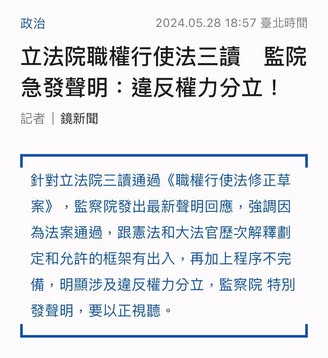 政治 2024.05.28 18:57 臺北時間
立法院職權行使法三讀 監院
急發聲明：違反權力分立！
記者｜鏡新聞
針對立法院三讀通過《職權行使法修正草
案》，監察院發出最新聲明回應，強調因
為法案通過，跟憲法和大法官歷次解釋劃
定和允許的框架有出入，再加上程序不完
備，明顯涉及違反權力分立，監察院 特別
發聲明，要以正視聽。